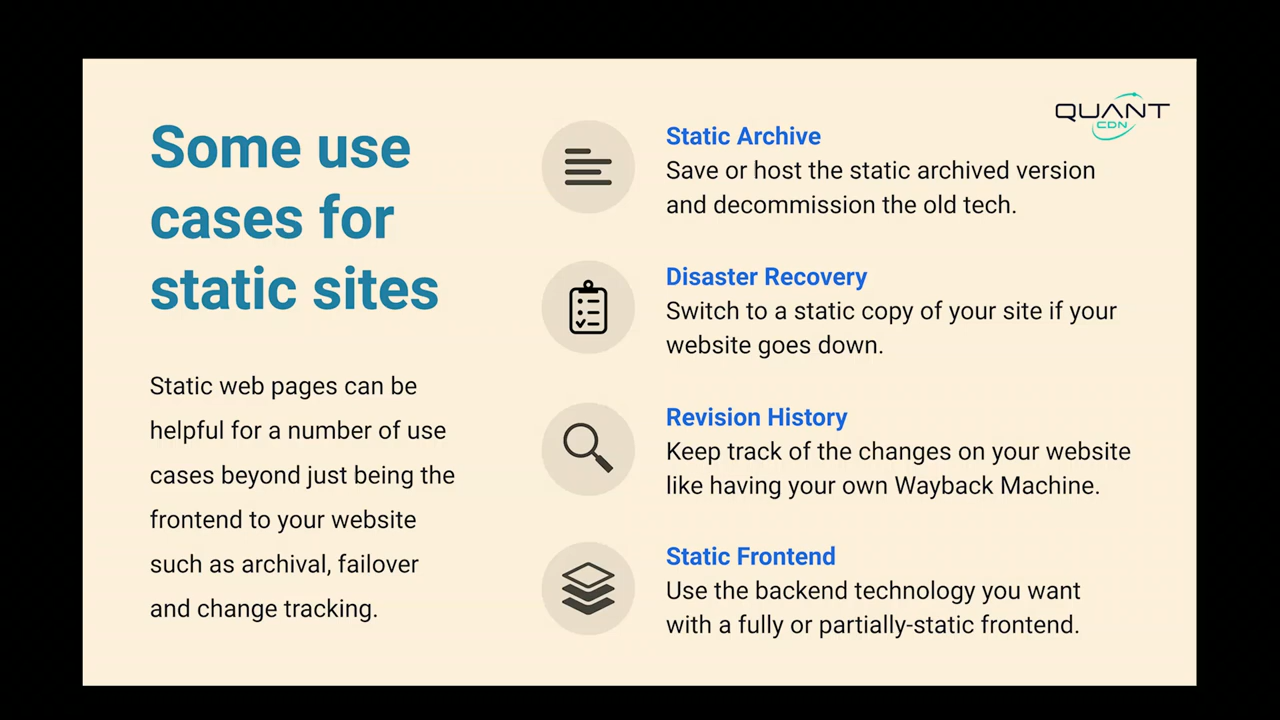 Some use
cases for
static sites
Static web pages can be
helpful for a number of use
cases beyond just being the
frontend to your website
such as archival, failover
and change tracking.
QUANT
CDN
Static Archive
Save or host the static archived version
and decommission the old tech.
Disaster Recovery
Switch to a static copy of your site if your
website goes down.
Revision History
Keep track of the changes on your website
like having your own Wayback Machine.
Static Frontend
Use the backend technology you want
with a fully or partially-static frontend.